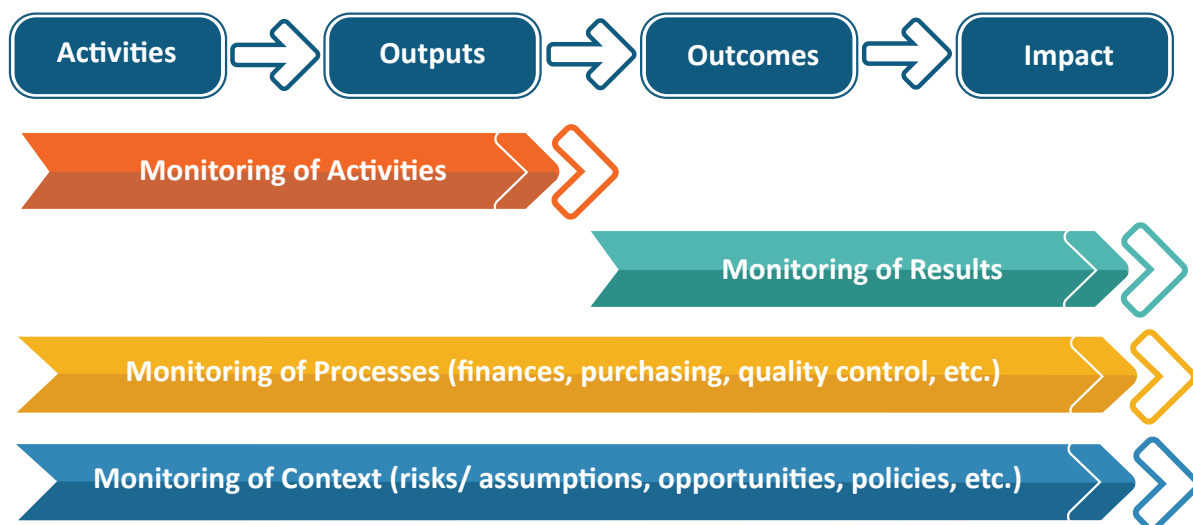 Activities
Outputs
Outcomes
Impact
Monitoring of Activities
Monitoring of Results
Monitoring of Processes (finances, purchasing, quality control, etc.)
Monitoring of Context (risks/ assumptions, opportunities, policies, etc.)